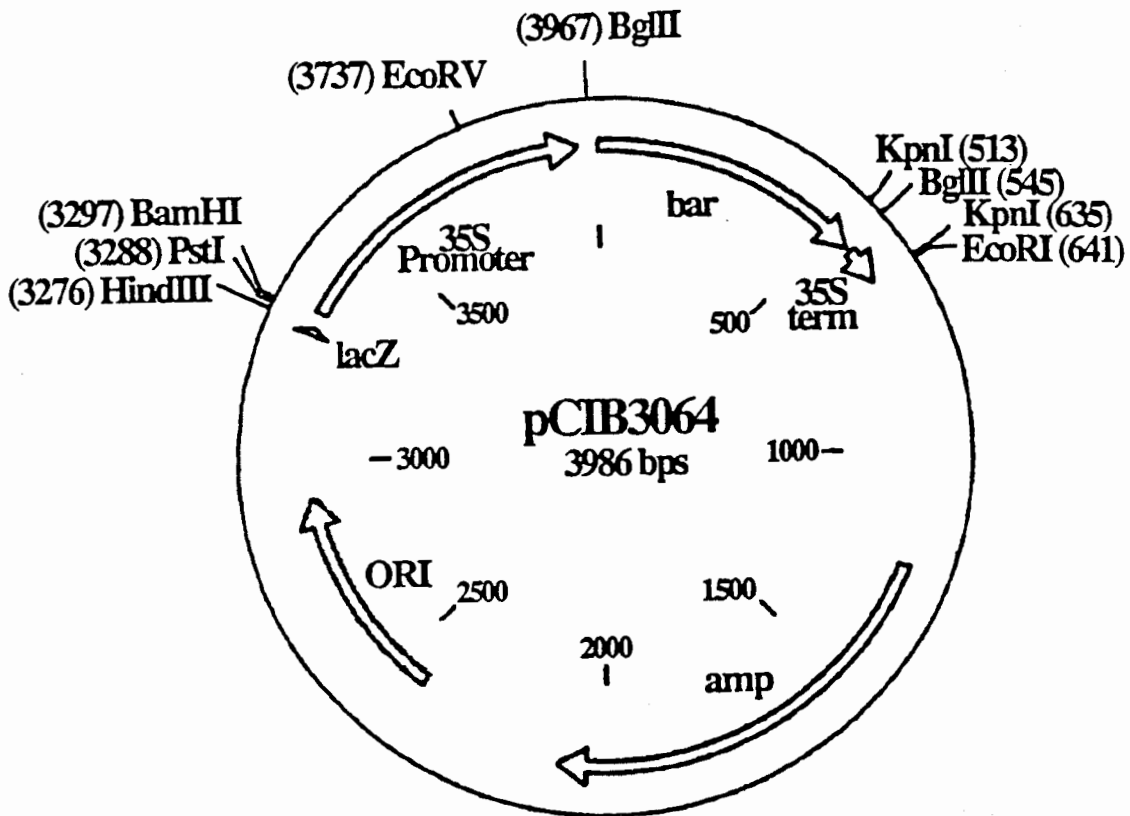 (3967) BglII
(3737) EcoRV
KpnI (513)
BglII (545)
KpnI (635)
EcoRI (641)
(3297) BamHI
(3288) PstI
(3276) HindIII
bar
35S
Promoter
35S
term
3500
500
lacZ
pCIB3064
3986 bps
3000
1000
ORI
2500
1500
2000
amp